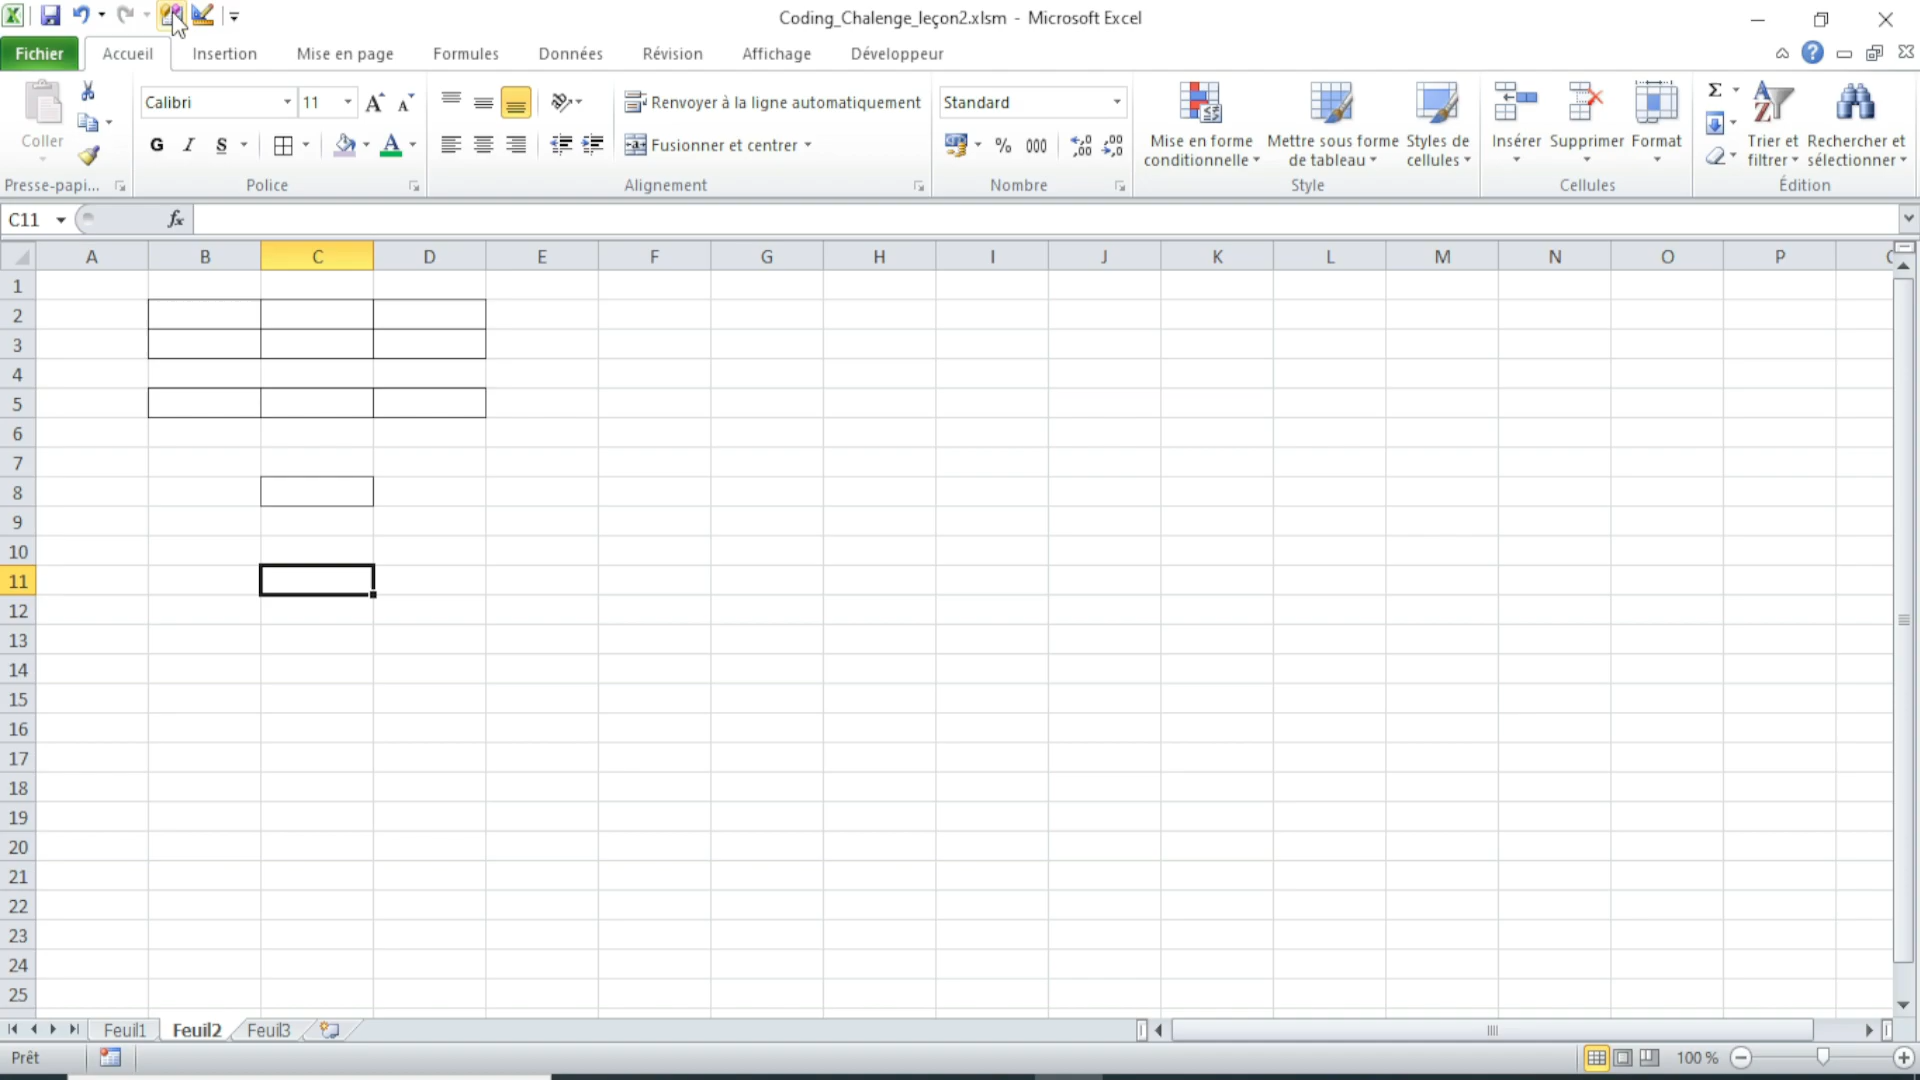 Coding_Chalenge_leçon2.xlsm - Microsoft Excel
Fichier Accueil Insertion Mise en page Formules Données Révision Affichage Développeur
Calibri 11 Renvoyer à la ligne automatiquement Standard
Coller G I S Fusionner et centrer % 000 Mise en forme conditionnelle Mettre sous forme de tableau Styles de cellules Insérer Supprimer Format Σ Trier et filtrer Rechercher et sélectionner
Presse-papi... Police Alignement Nombre Style Cellules Édition
C11 fx
A B C D E F G H I J K L M N O P
1
2
3
4
5
6
7
8
9
10
11
12
13
14
15
16
17
18
19
20
21
22
23
24
25
Feuil1 Feuil2 Feuil3
Prêt 100 %